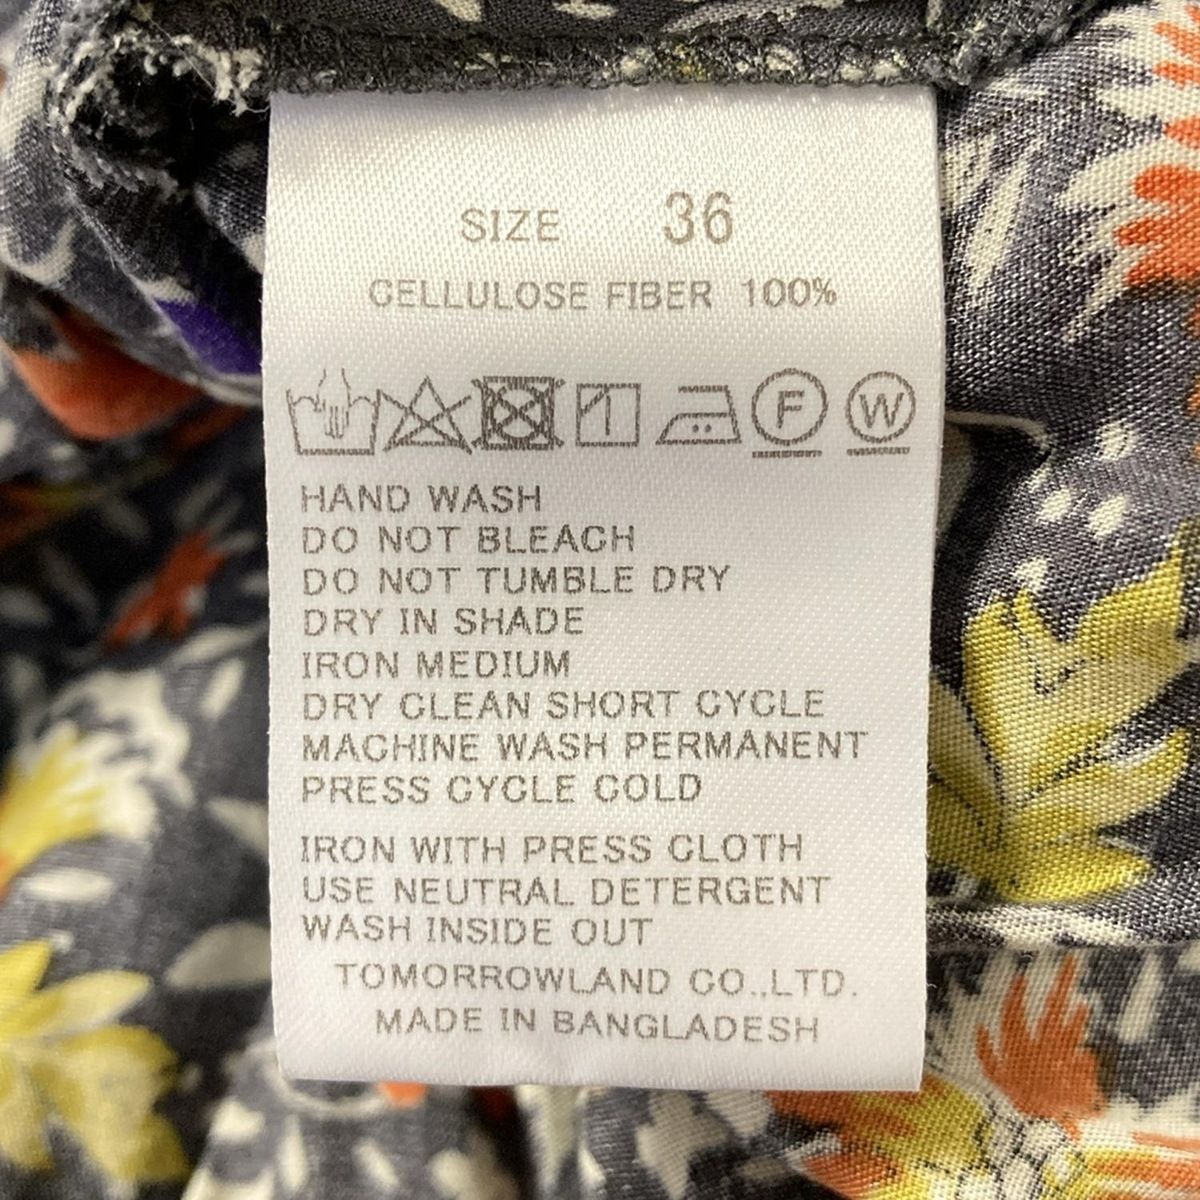 SIZE 36
CELLULOSE FIBER 100%
F W
HAND WASH
DO NOT BLEACH
DO NOT TUMBLE DRY
DRY IN SHADE
IRON MEDIUM
DRY CLEAN SHORT CYCLE
MACHINE WASH PERMANENT
PRESS CYCLE COLD
IRON WITH PRESS CLOTH
USE NEUTRAL DETERGENT
WASH INSIDE OUT
TOMORROWLAND CO.,LTD.
MADE IN BANGLADESH